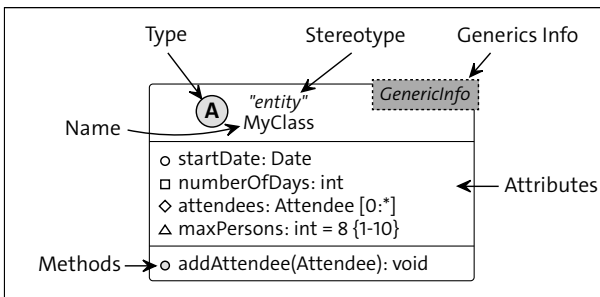 Type
Stereotype
Generics Info
A
"entity"
GenericInfo
Name
MyClass
startDate: Date
numberOfDays: int
attendees: Attendee [0:*]
Attributes
maxPersons: int = 8 {1-10}
Methods
addAttendee(Attendee): void